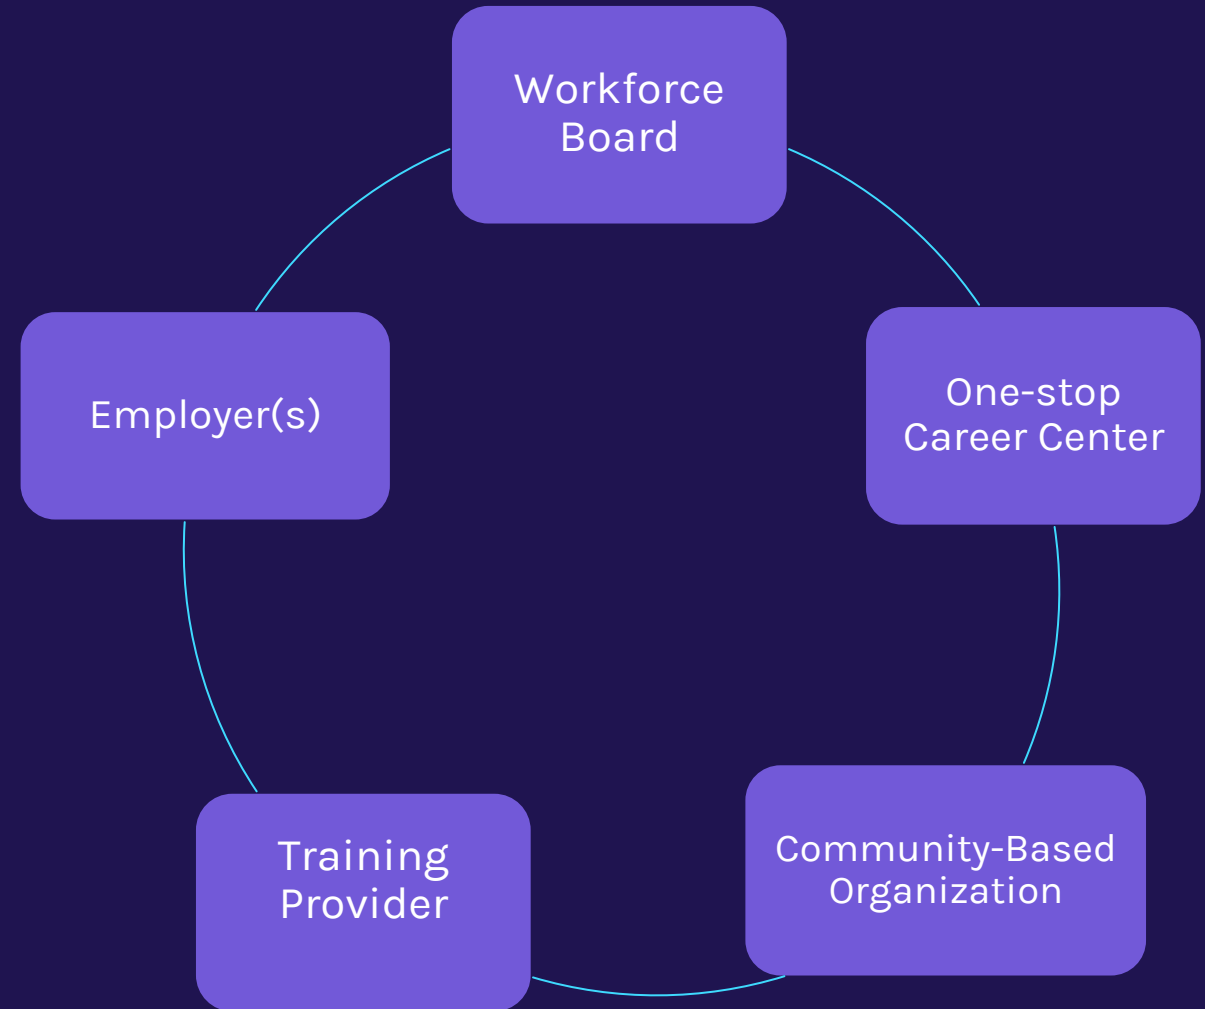 Workforce
Board
Employer(s)
One-stop
Career Center
Training
Provider
Community-Based
Organization